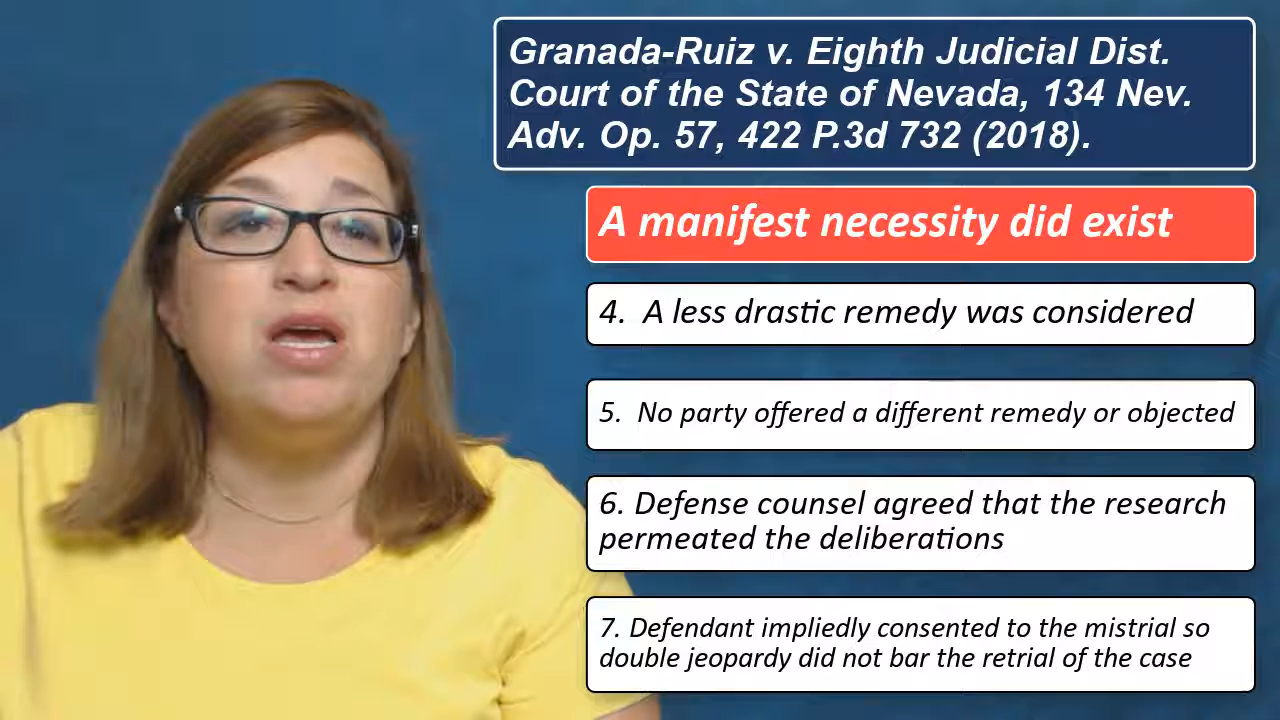 Granada-Ruiz v. Eighth Judicial Dist.
Court of the State of Nevada, 134 Nev.
Adv. Op. 57, 422 P.3d 732 (2018).
A manifest necessity did exist
4. A less drastic remedy was considered
5. No party offered a different remedy or objected
6. Defense counsel agreed that the research
permeated the deliberations
7. Defendant impliedly consented to the mistrial so
double jeopardy did not bar the retrial of the case